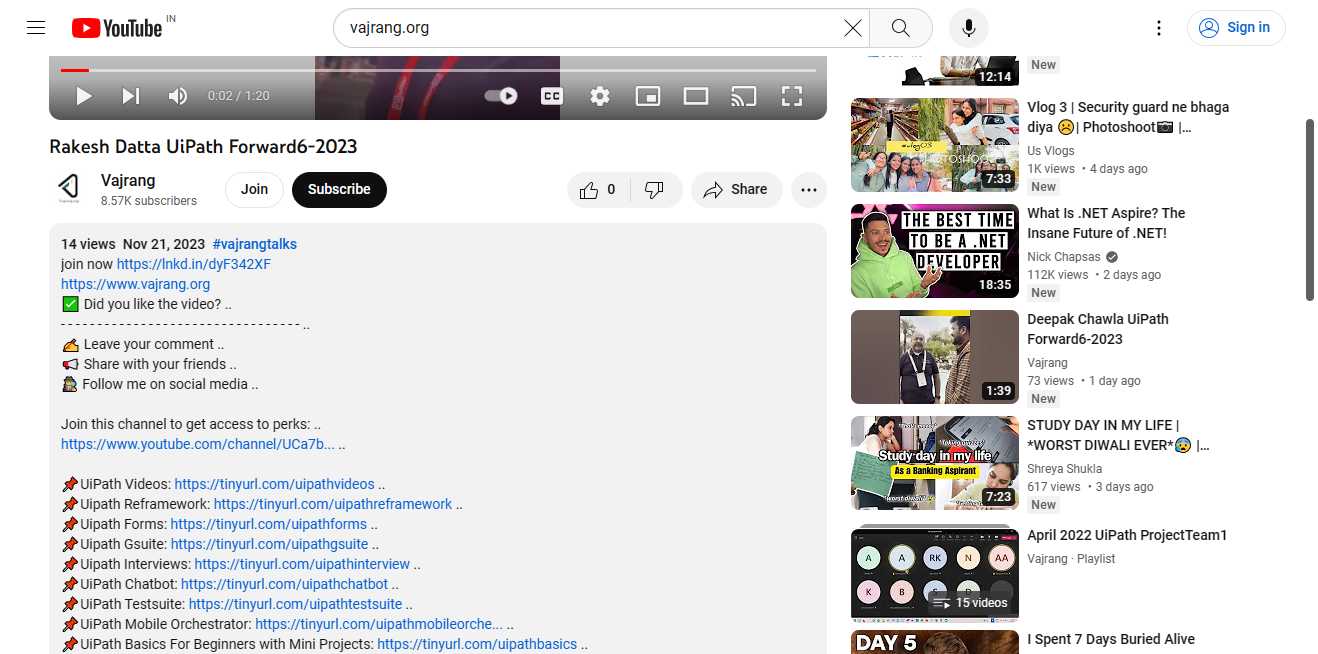 YouTube IN
vajrang.org
Sign in
0:02 / 1:20
CC
Rakesh Datta UiPath Forward6-2023
Vajrang
8.57K subscribers
Join
Subscribe
0
Share
14 views Nov 21, 2023 #vajrangtalks
join now https://lnkd.in/dyF342XF
https://www.vajrang.org
✅ Did you like the video? ..
- - - - - - - - - - - - - - - - - - - - - - - - - - - - - - - - - ..
✍ Leave your comment ..
📢 Share with your friends ..
Follow me on social media ..
Join this channel to get access to perks: ..
https://www.youtube.com/channel/UCa7b... ..
📌UiPath Videos: https://tinyurl.com/uipathvideos ..
📌Uipath Reframework: https://tinyurl.com/uipathreframework ..
📌Uipath Forms: https://tinyurl.com/uipathforms ..
📌Uipath Gsuite: https://tinyurl.com/uipathgsuite ..
📌Uipath Interviews: https://tinyurl.com/uipathinterview ..
📌UiPath Chatbot: https://tinyurl.com/uipathchatbot ..
📌UiPath Testsuite: https://tinyurl.com/uipathtestsuite ..
📌UiPath Mobile Orchestrator: https://tinyurl.com/uipathmobileorche... ..
📌UiPath Basics For Beginners with Mini Projects: https://tinyurl.com/uipathbasics ..
12:14
New
#vlog03
PHOTOSHOOT
7:33
Vlog 3 | Security guard ne bhaga
diya ☹️| Photoshoot📸 |...
Us Vlogs
1K views • 4 days ago
New
THE BEST TIME
TO BE A .NET
DEVELOPER
18:35
What Is .NET Aspire? The
Insane Future of .NET!
Nick Chapsas
112K views • 2 days ago
New
1:39
Deepak Chawla UiPath
Forward6-2023
Vajrang
73 views • 1 day ago
New
Study day in my life
As a Banking Aspirant
7:23
STUDY DAY IN MY LIFE |
*WORST DIWALI EVER*😰 |...
Shreya Shukla
617 views • 3 days ago
New
A A RK N AA
K B S D
15 videos
April 2022 UiPath ProjectTeam1
Vajrang · Playlist
DAY 5
I Spent 7 Days Buried Alive